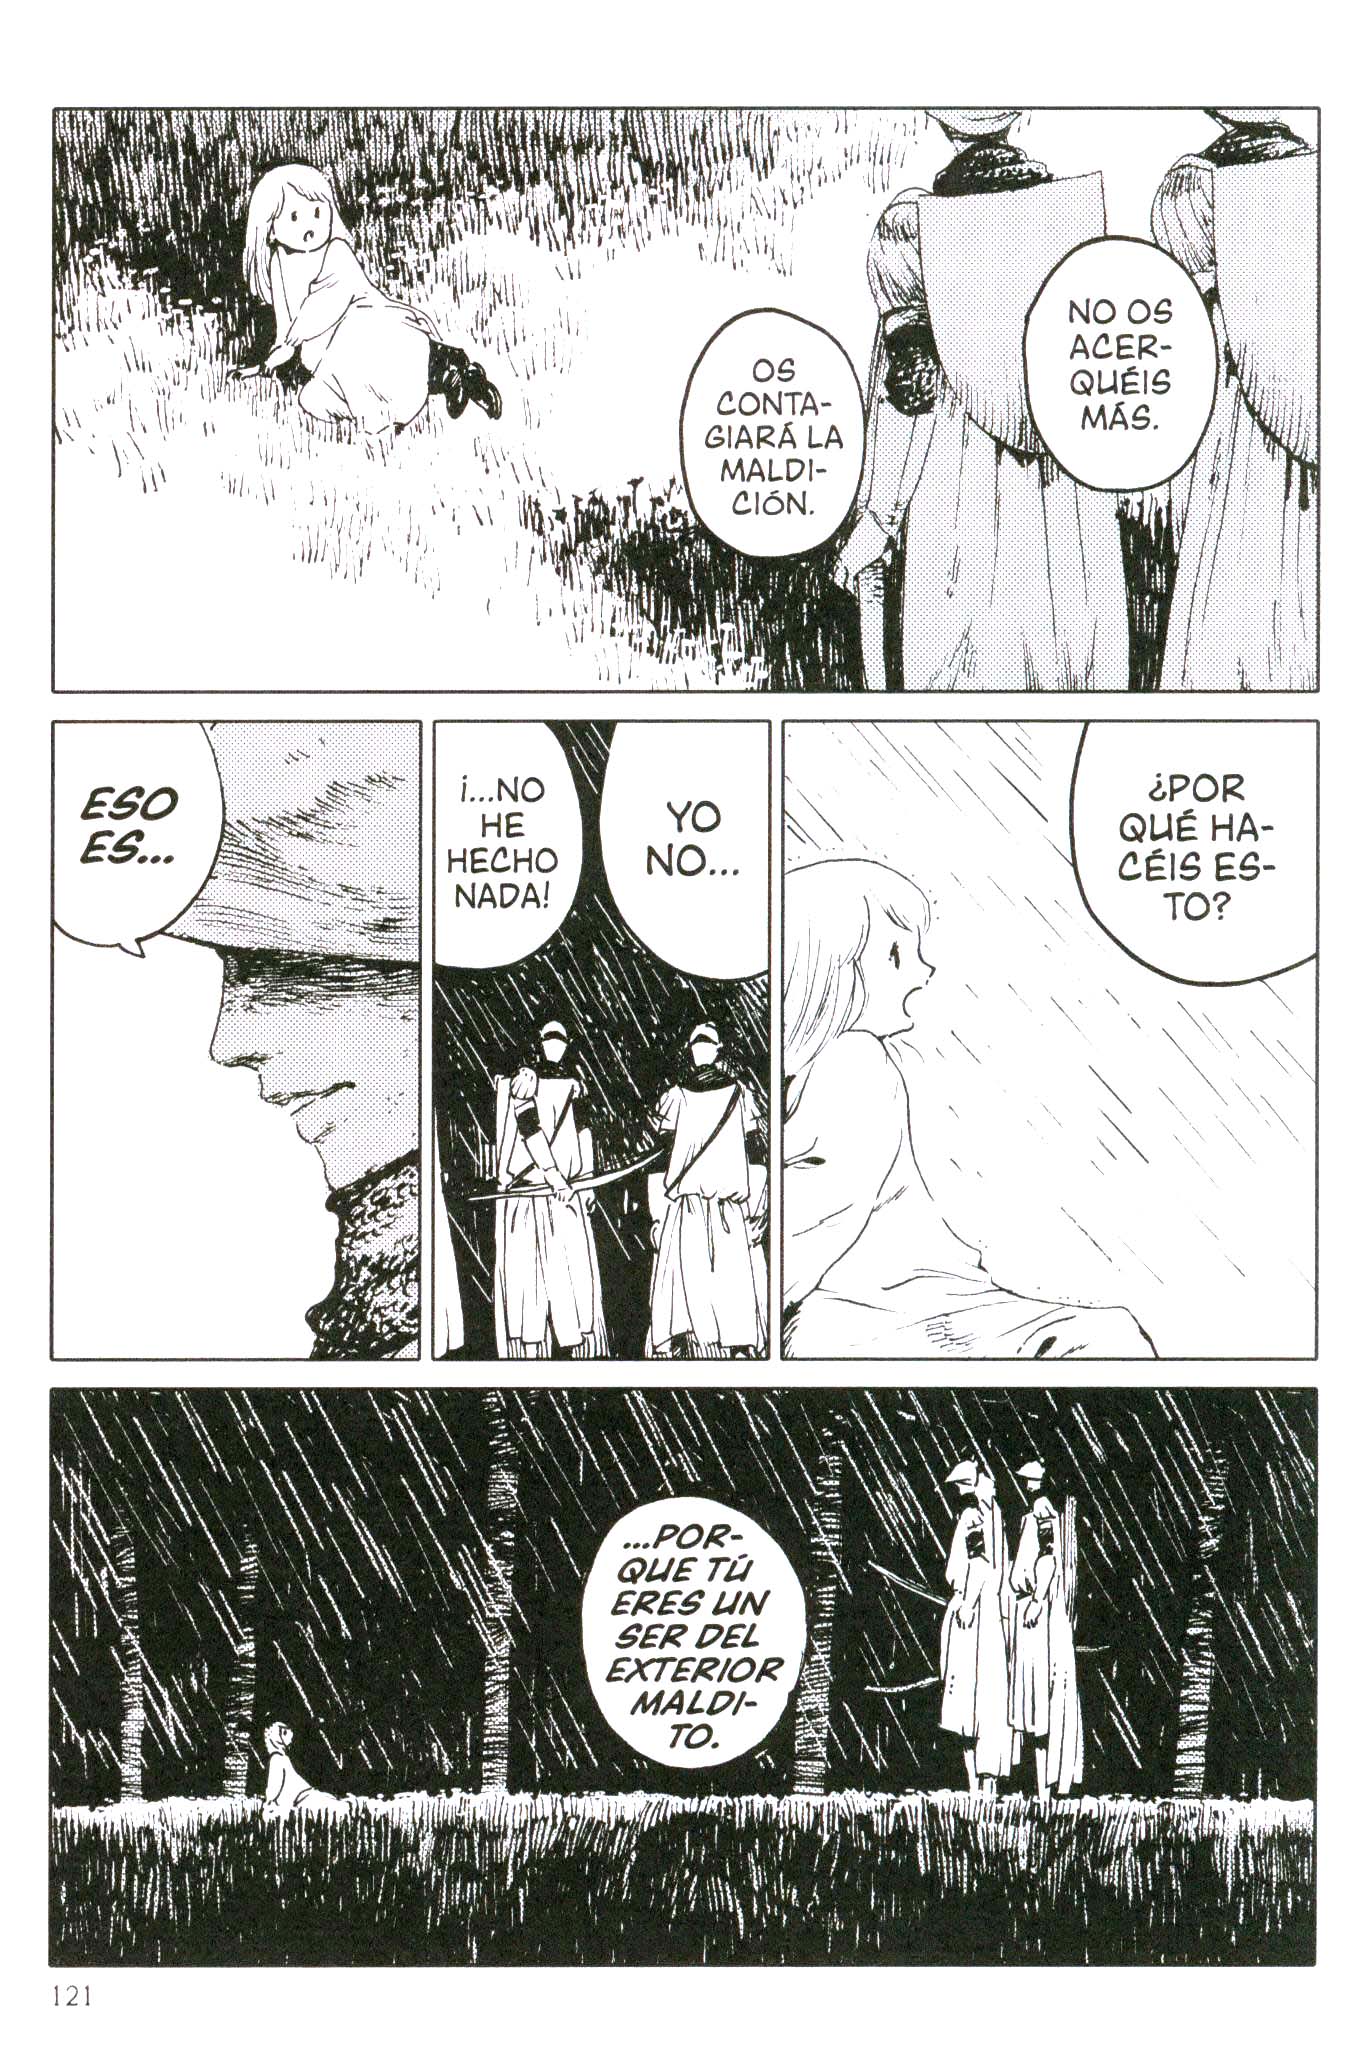 NO OS
ACER-
QUÉIS
MÁS.
OS
CONTA-
GIARÁ LA
MALDI-
CIÓN.
¿POR
QUÉ HA-
CÉIS ES-
TO?
YO
NO...
¡...NO
HE
HECHO
NADA!
ESO
ES...
...POR-
QUE TÚ
ERES UN
SER DEL
EXTERIOR
MALDI-
TO.
121